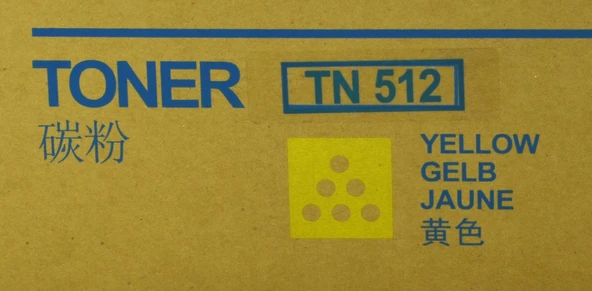 TONER TN 512
碳粉
YELLOW
GELB
JAUNE
黄色